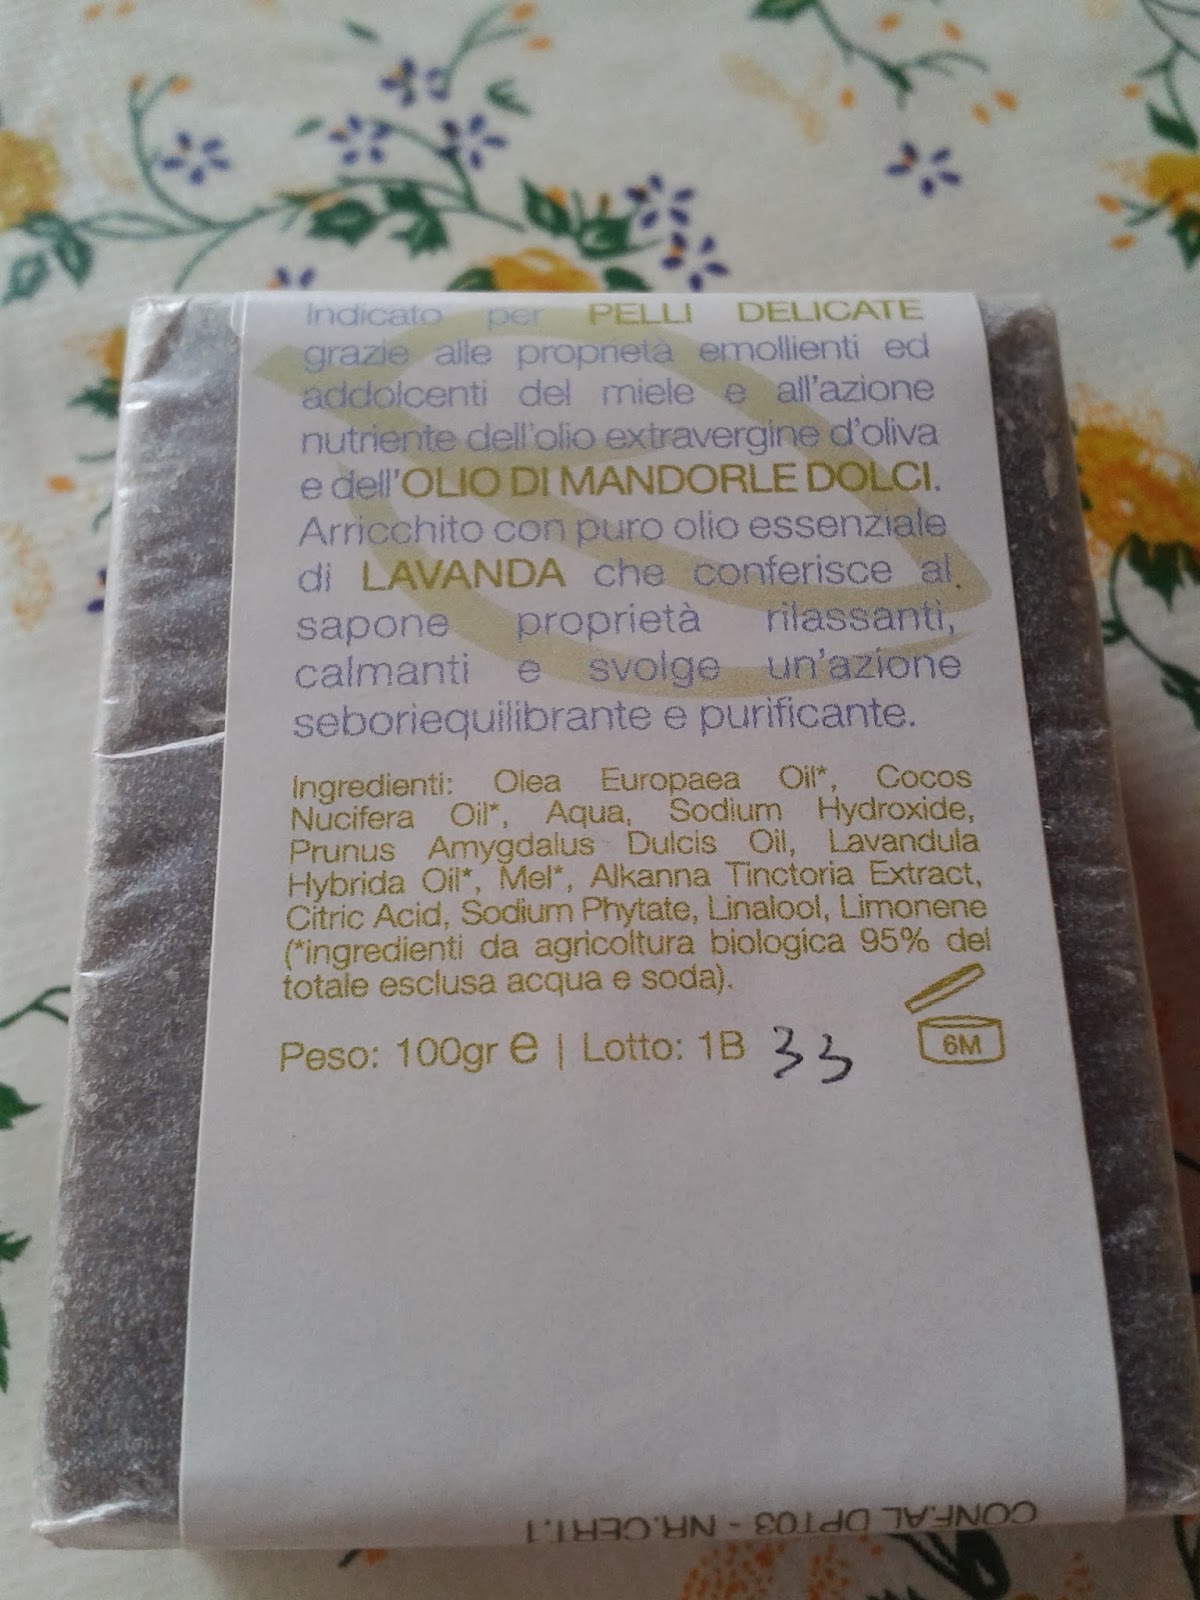 Indicato per PELLI DELICATE
grazie alle proprietà emollienti ed
addolcenti del miele e all'azione
nutriente dell'olio extravergine d'oliva
e dell'OLIO DI MANDORLE DOLCI.
Arricchito con puro olio essenziale
di LAVANDA che conferisce al
sapone proprietà rilassanti,
calmanti e svolge un'azione
seboriequilibrante e purificante.
Ingredienti: Olea Europaea Oil*, Cocos
Nucifera Oil*, Aqua, Sodium Hydroxide,
Prunus Amygdalus Dulcis Oil, Lavandula
Hybrida Oil*, Mel*, Alkanna Tinctoria Extract,
Citric Acid, Sodium Phytate, Linalool, Limonene
(*ingredienti da agricoltura biologica 95% del
totale esclusa acqua e soda).
Peso: 100gr e | Lotto: 1B 33
6M
CONF.AL DPT03 - NR.CERT.1